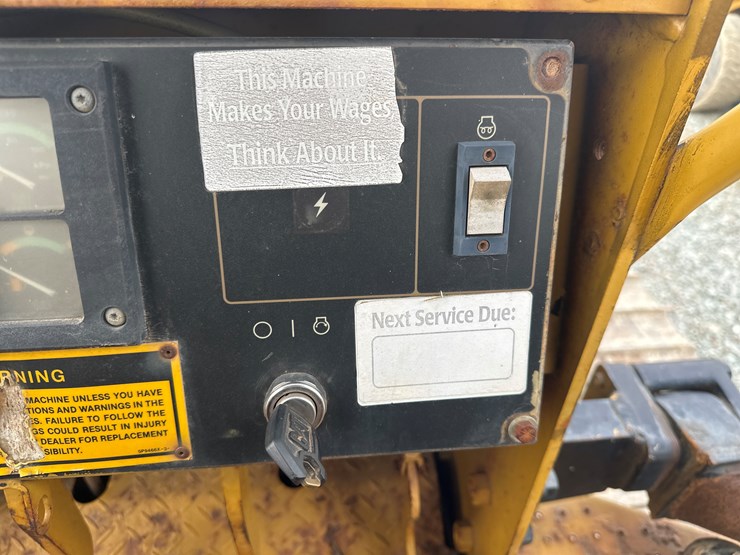 This Machine
Makes Your Wages,
Think About It.
Next Service Due:
RNING
MACHINE UNLESS YOU HAVE
TIONS AND WARNINGS IN THE
ES. FAILURE TO FOLLOW THE
GS COULD RESULT IN INJURY
DEALER FOR REPLACEMENT
SIBILITY.